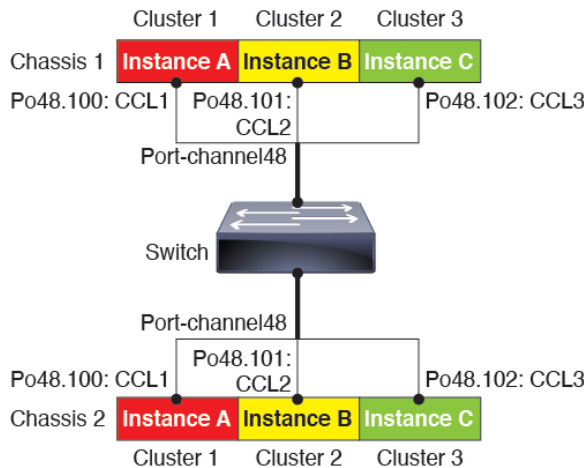 Cluster 1 Cluster 2 Cluster 3
Chassis 1 Instance A Instance B Instance C
Po48.100: CCL1 Po48.101: Po48.102: CCL3
CCL2
Port-channel48
Switch
Port-channel48
Po48.100: CCL1 Po48.101: Po48.102: CCL3
CCL2
Chassis 2 Instance A Instance B Instance C
Cluster 1 Cluster 2 Cluster 3